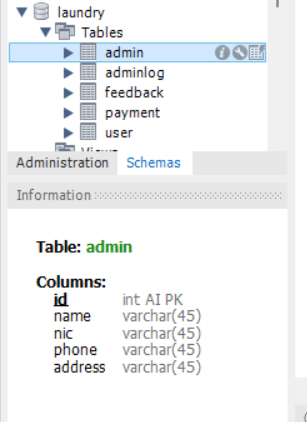 laundry
Tables
admin
adminlog
feedback
payment
user
Views
Administration Schemas
Information
Table: admin
Columns:
id int AI PK
name varchar(45)
nic varchar(45)
phone varchar(45)
address varchar(45)